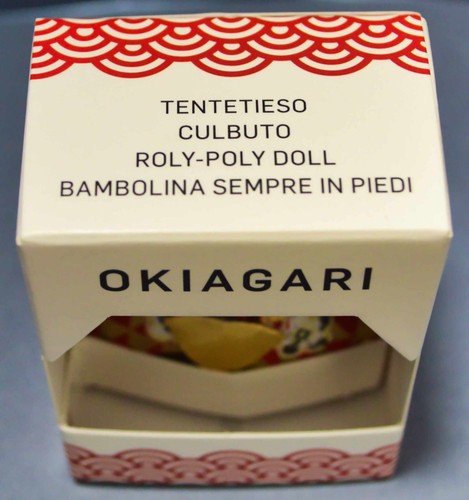 TENTETIESO
CULBUTO
ROLY-POLY DOLL
BAMBOLINA SEMPRE IN PIEDI
OKIAGARI